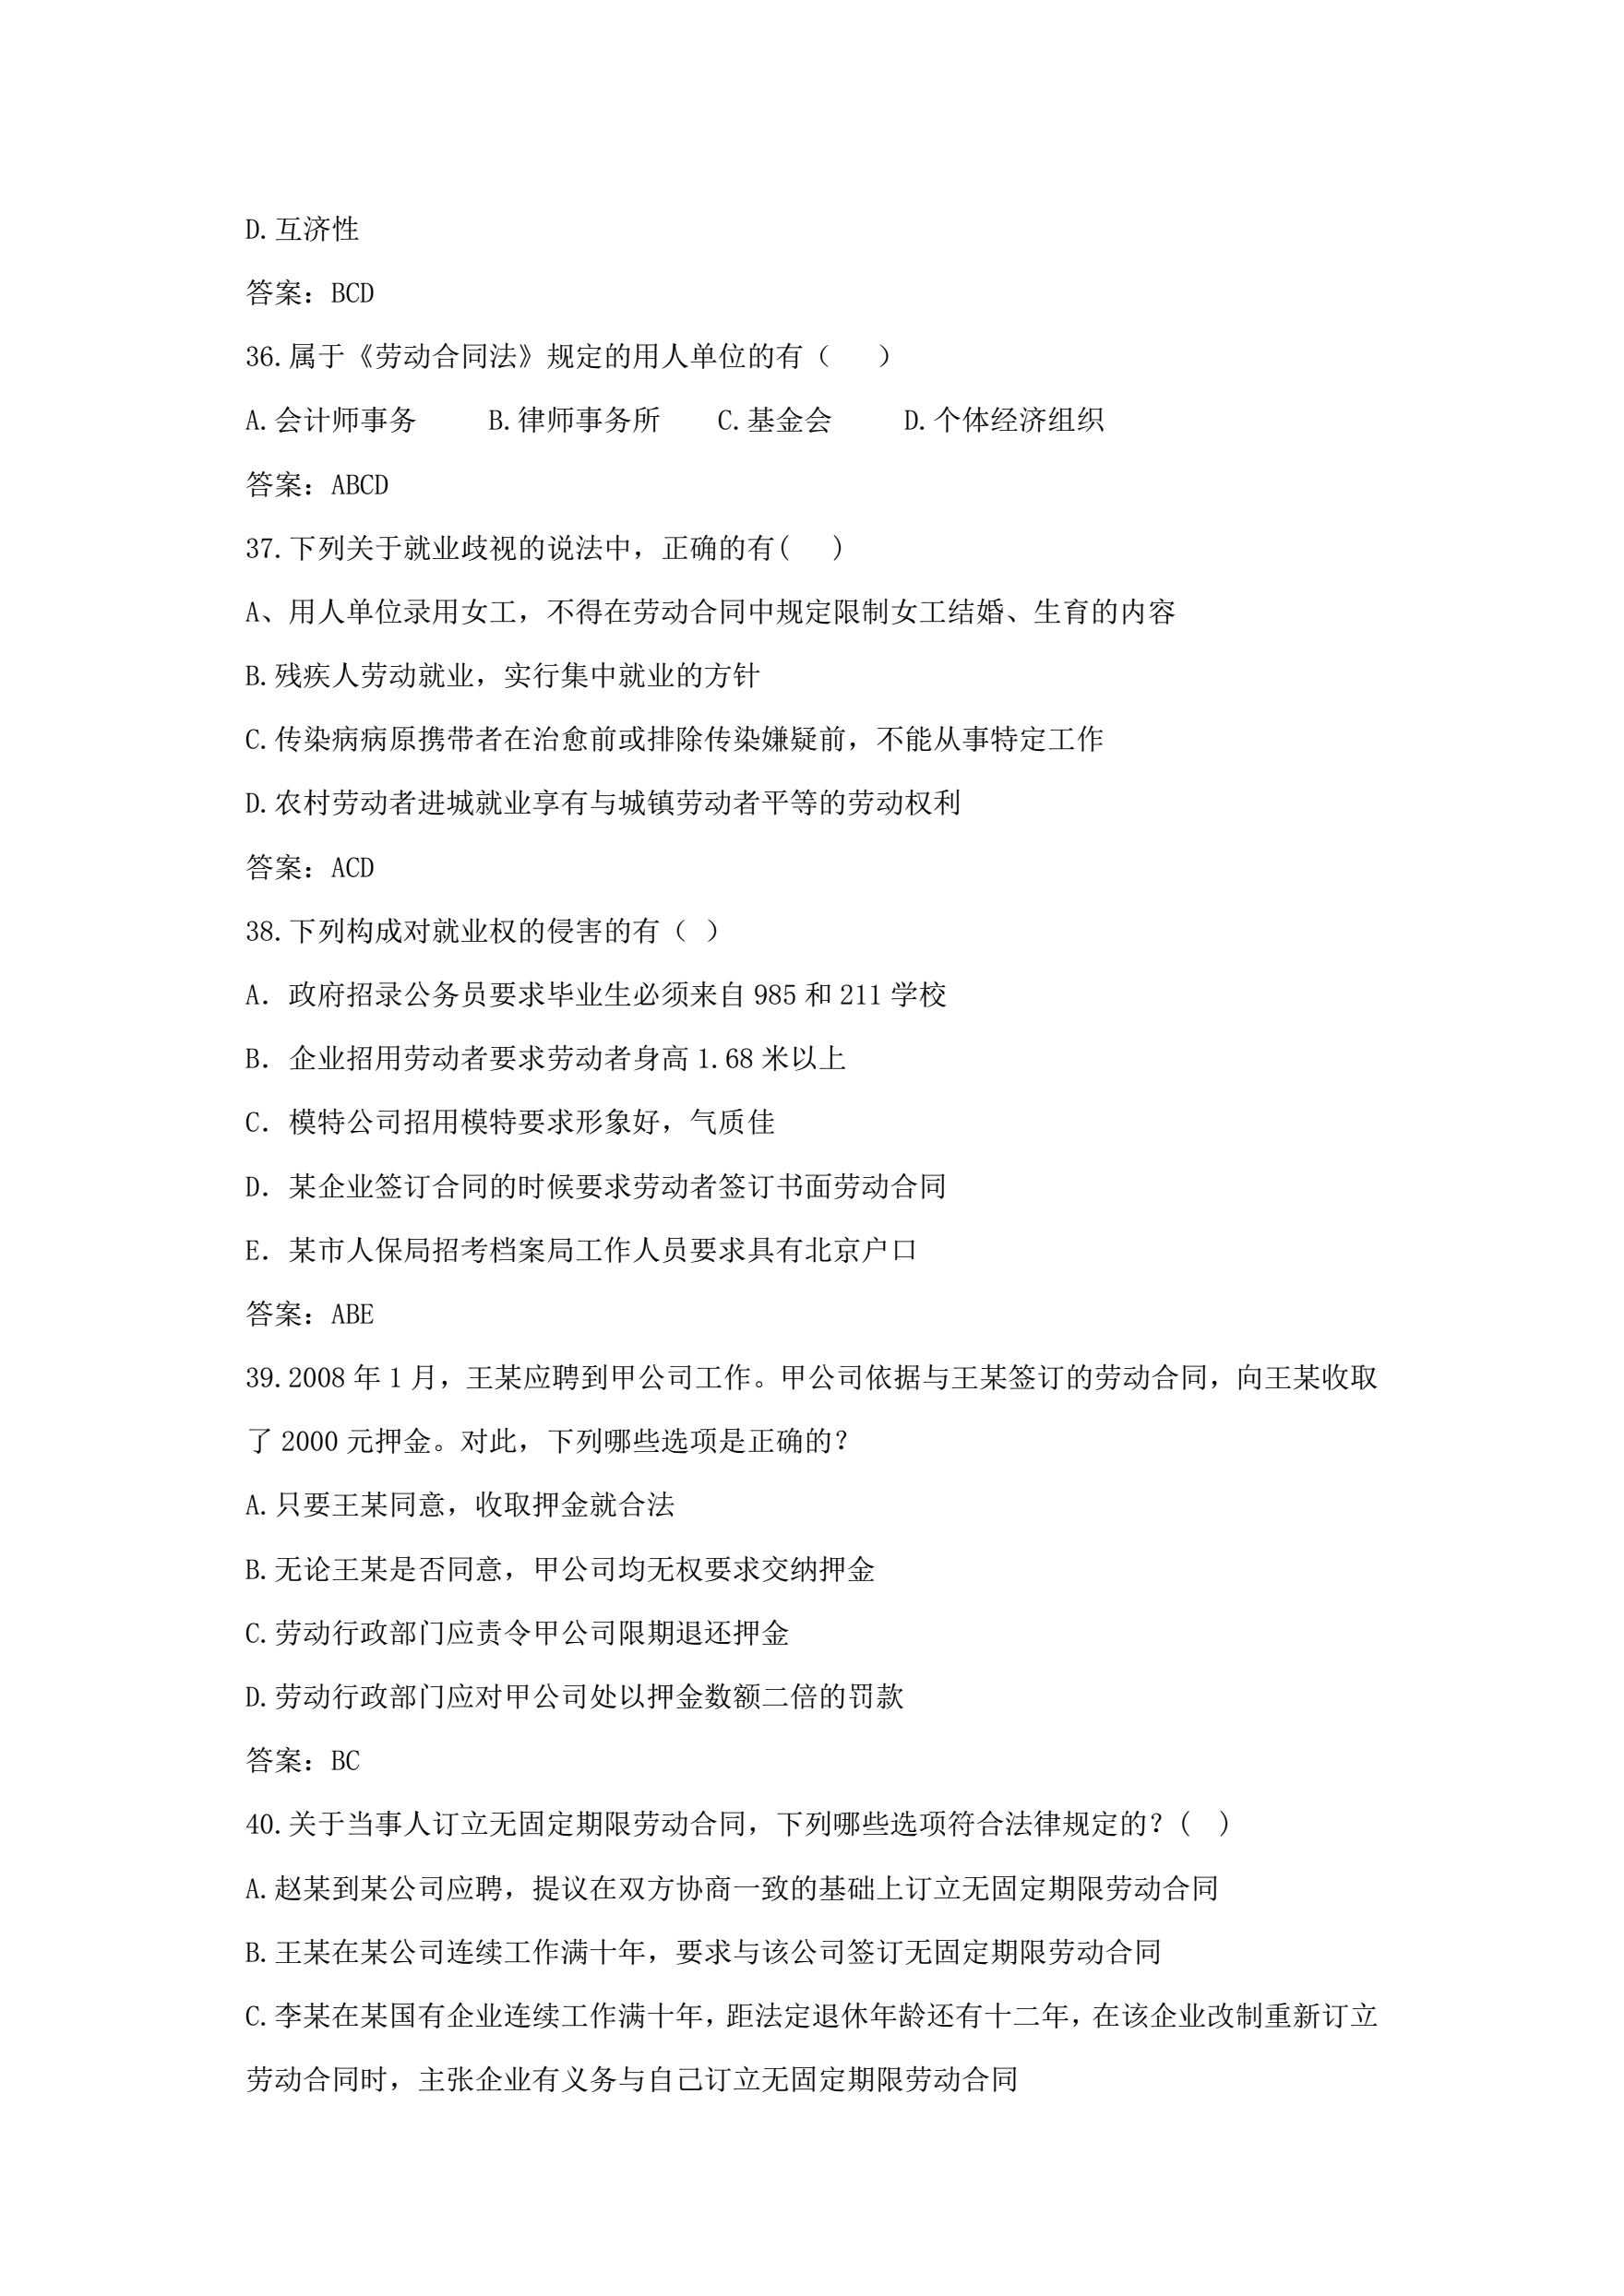 D.互济性
答案：BCD
36.属于《劳动合同法》规定的用人单位的有（   ）
A.会计师事务     B.律师事务所    C.基金会     D.个体经济组织
答案：ABCD
37.下列关于就业歧视的说法中，正确的有(   )
A、用人单位录用女工，不得在劳动合同中规定限制女工结婚、生育的内容
B.残疾人劳动就业，实行集中就业的方针
C.传染病病原携带者在治愈前或排除传染嫌疑前，不能从事特定工作
D.农村劳动者进城就业享有与城镇劳动者平等的劳动权利
答案：ACD
38.下列构成对就业权的侵害的有（ ）
A. 政府招录公务员要求毕业生必须来自 985 和 211 学校
B. 企业招用劳动者要求劳动者身高 1.68 米以上
C. 模特公司招用模特要求形象好，气质佳
D. 某企业签订合同的时候要求劳动者签订书面劳动合同
E. 某市人保局招考档案局工作人员要求具有北京户口
答案：ABE
39.2008 年 1 月，王某应聘到甲公司工作。甲公司依据与王某签订的劳动合同，向王某收取
了 2000 元押金。对此，下列哪些选项是正确的？
A.只要王某同意，收取押金就合法
B.无论王某是否同意，甲公司均无权要求交纳押金
C.劳动行政部门应责令甲公司限期退还押金
D.劳动行政部门应对甲公司处以押金数额二倍的罚款
答案：BC
40.关于当事人订立无固定期限劳动合同，下列哪些选项符合法律规定的？(  )
A.赵某到某公司应聘，提议在双方协商一致的基础上订立无固定期限劳动合同
B.王某在某公司连续工作满十年，要求与该公司签订无固定期限劳动合同
C.李某在某国有企业连续工作满十年，距法定退休年龄还有十二年，在该企业改制重新订立
劳动合同时，主张企业有义务与自己订立无固定期限劳动合同